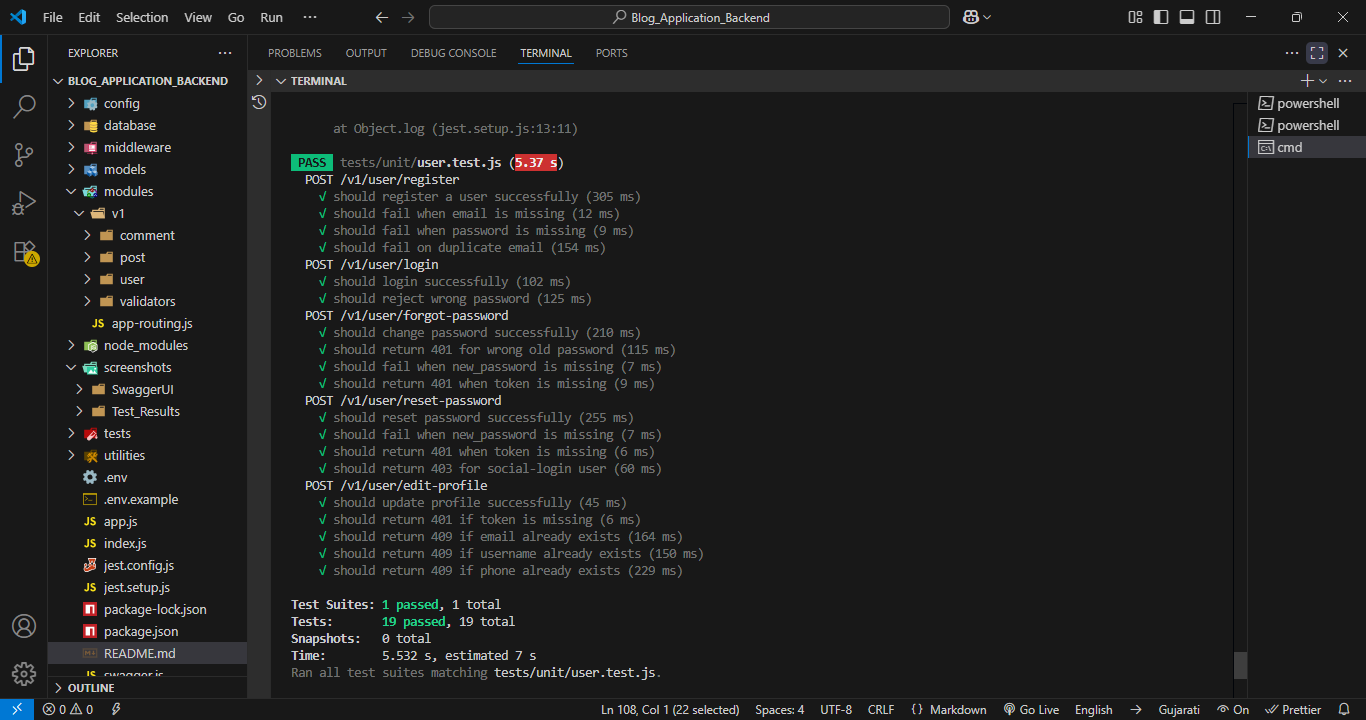 File Edit Selection View Go Run ··· Blog_Application_Backend
EXPLORER ···
BLOG_APPLICATION_BACKEND
config
database
middleware
models
modules
v1
comment
post
user
validators
JS app-routing.js
node_modules
screenshots
SwaggerUI
Test_Results
tests
utilities
.env
.env.example
JS app.js
JS index.js
jest.config.js
JS jest.setup.js
package-lock.json
package.json
README.md
JS swagger.js
OUTLINE
PROBLEMS OUTPUT DEBUG CONSOLE TERMINAL PORTS ···
TERMINAL
at Object.log (jest.setup.js:13:11)
PASS tests/unit/user.test.js (5.37 s)
POST /v1/user/register
√ should register a user successfully (305 ms)
√ should fail when email is missing (12 ms)
√ should fail when password is missing (9 ms)
√ should fail on duplicate email (154 ms)
POST /v1/user/login
√ should login successfully (102 ms)
√ should reject wrong password (125 ms)
POST /v1/user/forgot-password
√ should change password successfully (210 ms)
√ should return 401 for wrong old password (115 ms)
√ should fail when new_password is missing (7 ms)
√ should return 401 when token is missing (9 ms)
POST /v1/user/reset-password
√ should reset password successfully (255 ms)
√ should fail when new_password is missing (7 ms)
√ should return 401 when token is missing (6 ms)
√ should return 403 for social-login user (60 ms)
POST /v1/user/edit-profile
√ should update profile successfully (45 ms)
√ should return 401 if token is missing (6 ms)
√ should return 409 if email already exists (164 ms)
√ should return 409 if username already exists (150 ms)
√ should return 409 if phone already exists (229 ms)
Test Suites: 1 passed, 1 total
Tests: 19 passed, 19 total
Snapshots: 0 total
Time: 5.532 s, estimated 7 s
Ran all test suites matching tests/unit/user.test.js.
powershell
powershell
cmd
0 0 Ln 108, Col 1 (22 selected) Spaces: 4 UTF-8 CRLF {} Markdown Go Live English → Gujarati On Prettier